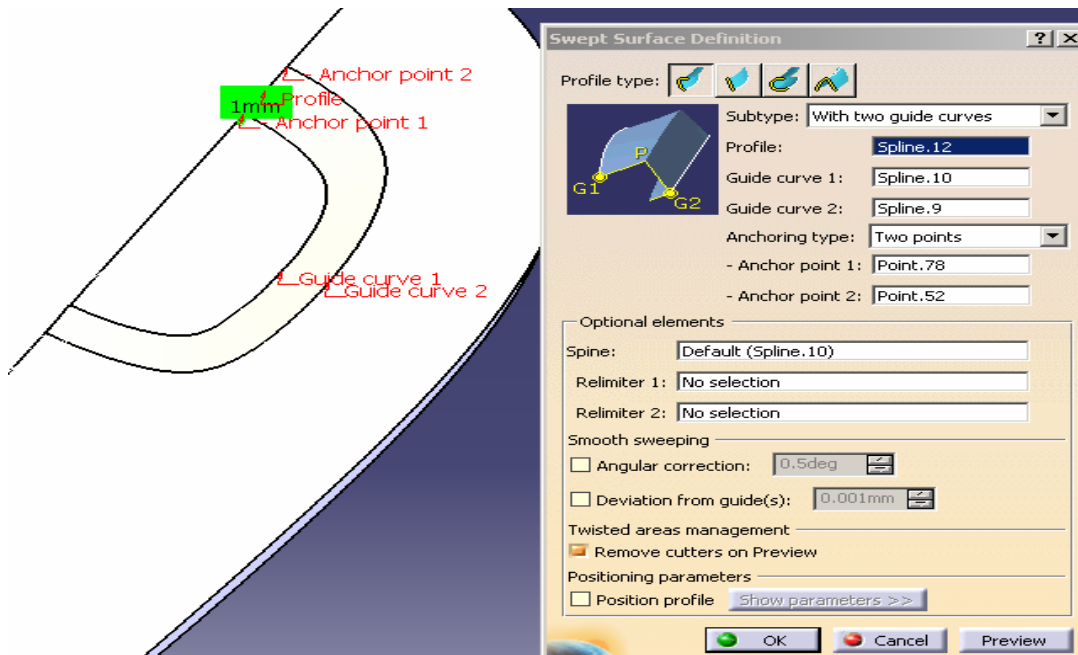 Anchor point 2
Profile
1mm
Anchor point 1
Guide curve 1
Guide curve 2
Swept Surface Definition
Profile type:
Subtype: With two guide curves
Profile: Spline.12
Guide curve 1: Spline.10
Guide curve 2: Spline.9
P
G1
G2
Anchoring type: Two points
- Anchor point 1: Point.78
- Anchor point 2: Point.52
Optional elements
Spine: Default (Spline.10)
Relimiter 1: No selection
Relimiter 2: No selection
Smooth sweeping
Angular correction: 0.5deg
Deviation from guide(s): 0.001mm
Twisted areas management
Remove cutters on Preview
Positioning parameters
Position profile Show parameters >>
OK Cancel Preview